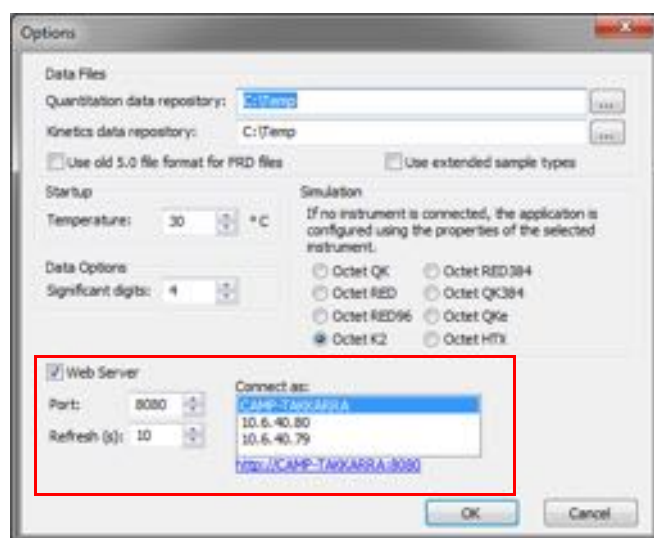 Options
Data Files
Quantitation data repository: C:\Temp ...
Kinetics data repository: C:\Temp ...
Use old 5.0 file format for FRD files Use extended sample types
Startup
Temperature: 30 °C
Data Options
Significant digits: 4
Simulation
If no instrument is connected, the application is
configured using the properties of the selected
instrument.
Octet QK Octet RED384
Octet RED Octet QK384
Octet RED96 Octet QKe
Octet K2 Octet HTX
Web Server
Port: 8080
Refresh (s): 10
Connect as:
CAMP-TAKKARRA
10.6.40.80
10.6.40.79
http://CAMP-TAKKARRA:8080
OK Cancel